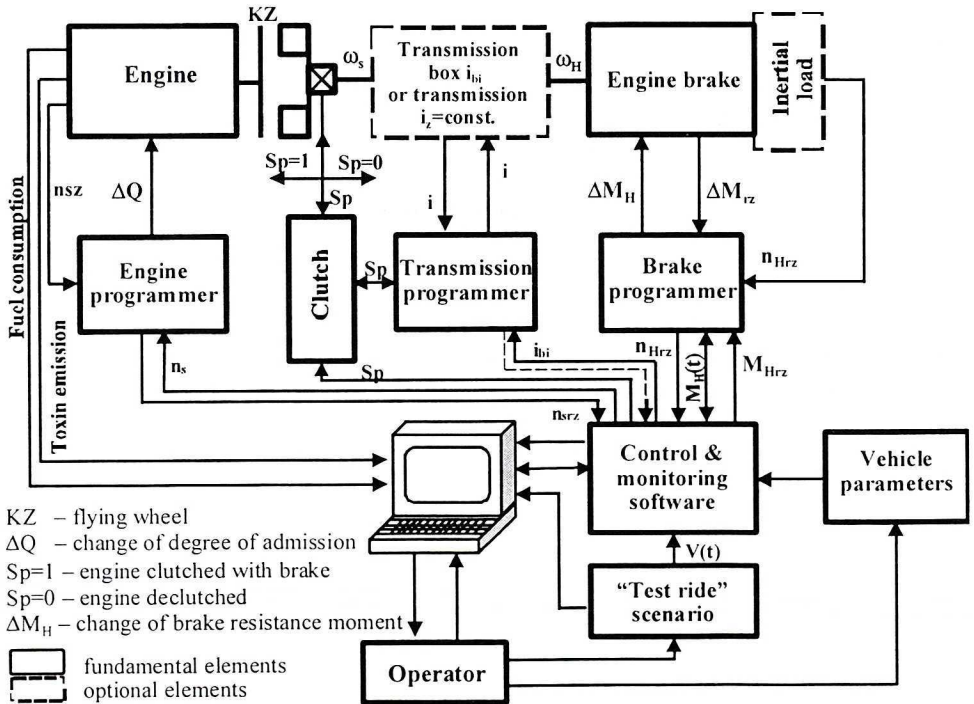 KZ
Engine
ω_s
Transmission
box i_bi
or transmission
i_z=const.
ω_H
Engine brake
Inertial
load
Sp=1
Sp=0
Sp
nsz
ΔQ
i
i
ΔM_H
ΔM_rz
n_Hrz
Fuel consumption
Toxin emission
Engine
programmer
Clutch
Sp
Transmission
programmer
Brake
programmer
n_s
Sp
i_bi
n_Hrz
M_H(t)
M_Hrz
n_srz
Control &
monitoring
software
Vehicle
parameters
V(t)
"Test ride"
scenario
Operator
KZ – flying wheel
ΔQ – change of degree of admission
Sp=1 – engine clutched with brake
Sp=0 – engine declutched
ΔM_H – change of brake resistance moment
fundamental elements
optional elements